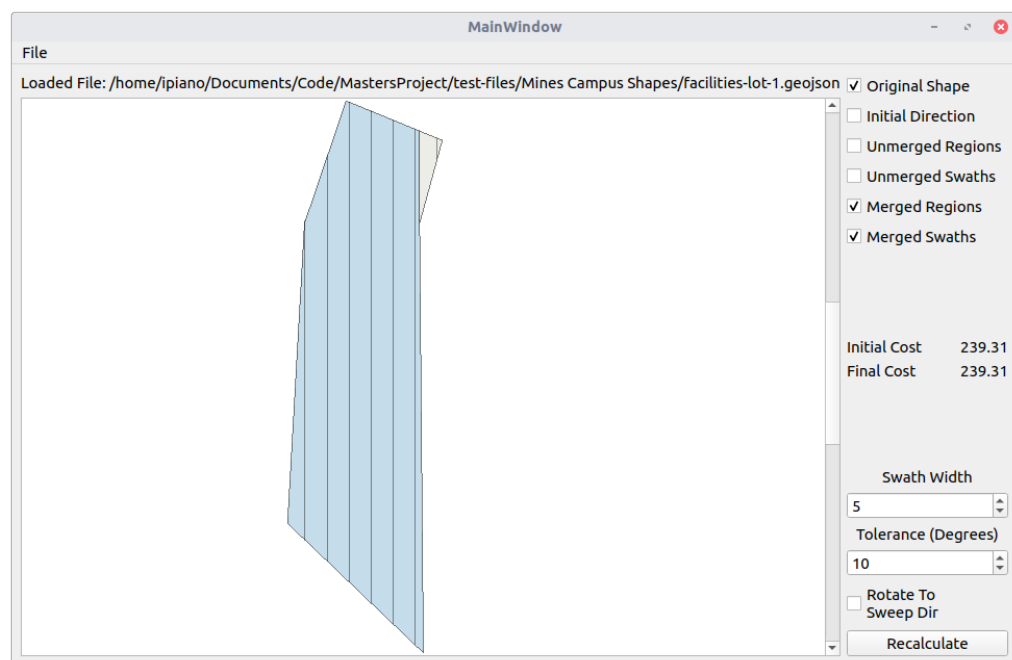 MainWindow
File
Loaded File: /home/ipiano/Documents/Code/MastersProject/test-files/Mines Campus Shapes/facilities-lot-1.geojson
Original Shape
Initial Direction
Unmerged Regions
Unmerged Swaths
Merged Regions
Merged Swaths
Initial Cost 239.31
Final Cost 239.31
Swath Width
5
Tolerance (Degrees)
10
Rotate To
Sweep Dir
Recalculate